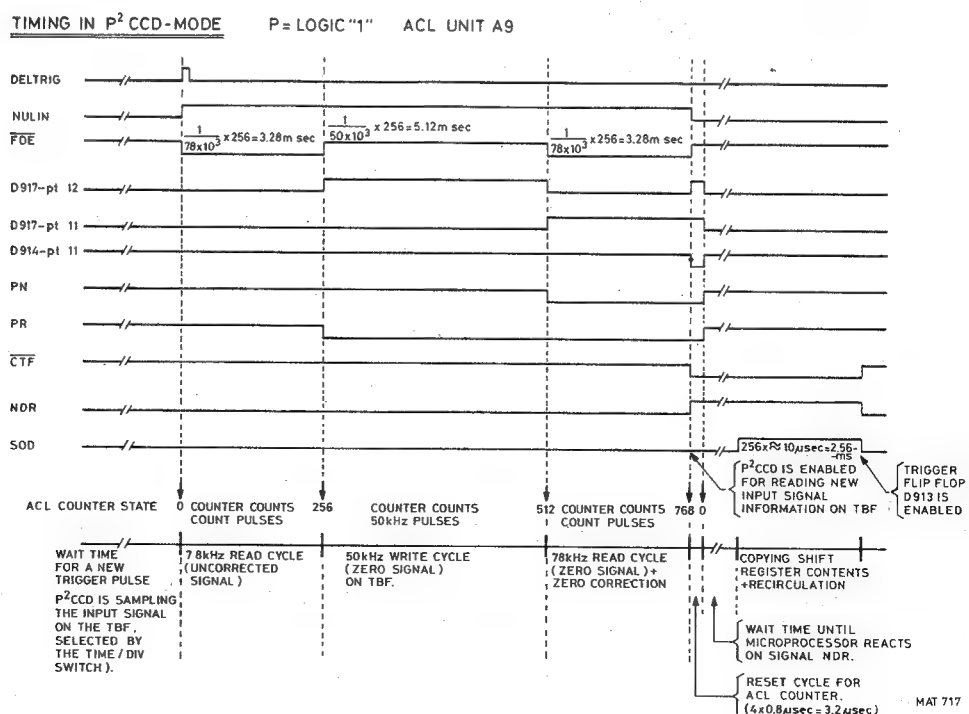 TIMING IN P² CCD-MODE P= LOGIC "1" ACL UNIT A9
DELTRIG
NULIN
F̅O̅E̅
1/78x10³ x 256=3.28m sec
1/50x10³ x 256=5.12m sec
1/78x10³ x 256=3.28m sec
D917-pt 12
D917-pt 11
D914-pt 11
PN
PR
C̅T̅F̅
NDR
SOD
256x≈10µsec=2,56-
-ms
P²CCD IS ENABLED
FOR READING NEW
INPUT SIGNAL
INFORMATION ON TBF
TRIGGER
FLIP FLOP
D913 IS
ENABLED
ACL COUNTER STATE 0 COUNTER COUNTS 256 COUNTER COUNTS 512 COUNTER COUNTS 768 0
COUNT PULSES 50kHz PULSES COUNT PULSES
WAIT TIME
FOR A NEW
TRIGGER PULSE
P²CCD IS SAMPLING
THE INPUT SIGNAL
ON THE TBF,
SELECTED BY
THE TIME/DIV
SWITCH).
7 8kHz READ CYCLE
(UNCORRECTED
SIGNAL)
50kHz WRITE CYCLE
(ZERO SIGNAL)
ON TBF.
78kHz READ CYCLE
(ZERO SIGNAL)+
ZERO CORRECTION
COPYING SHIFT
REGISTER CONTENTS
+RECIRCULATION
WAIT TIME UNTIL
MICROPROCESSOR REACTS
ON SIGNAL NDR.
RESET CYCLE FOR
ACL COUNTER.
(4x0,8µsec=3,2µsec)
MAT 717